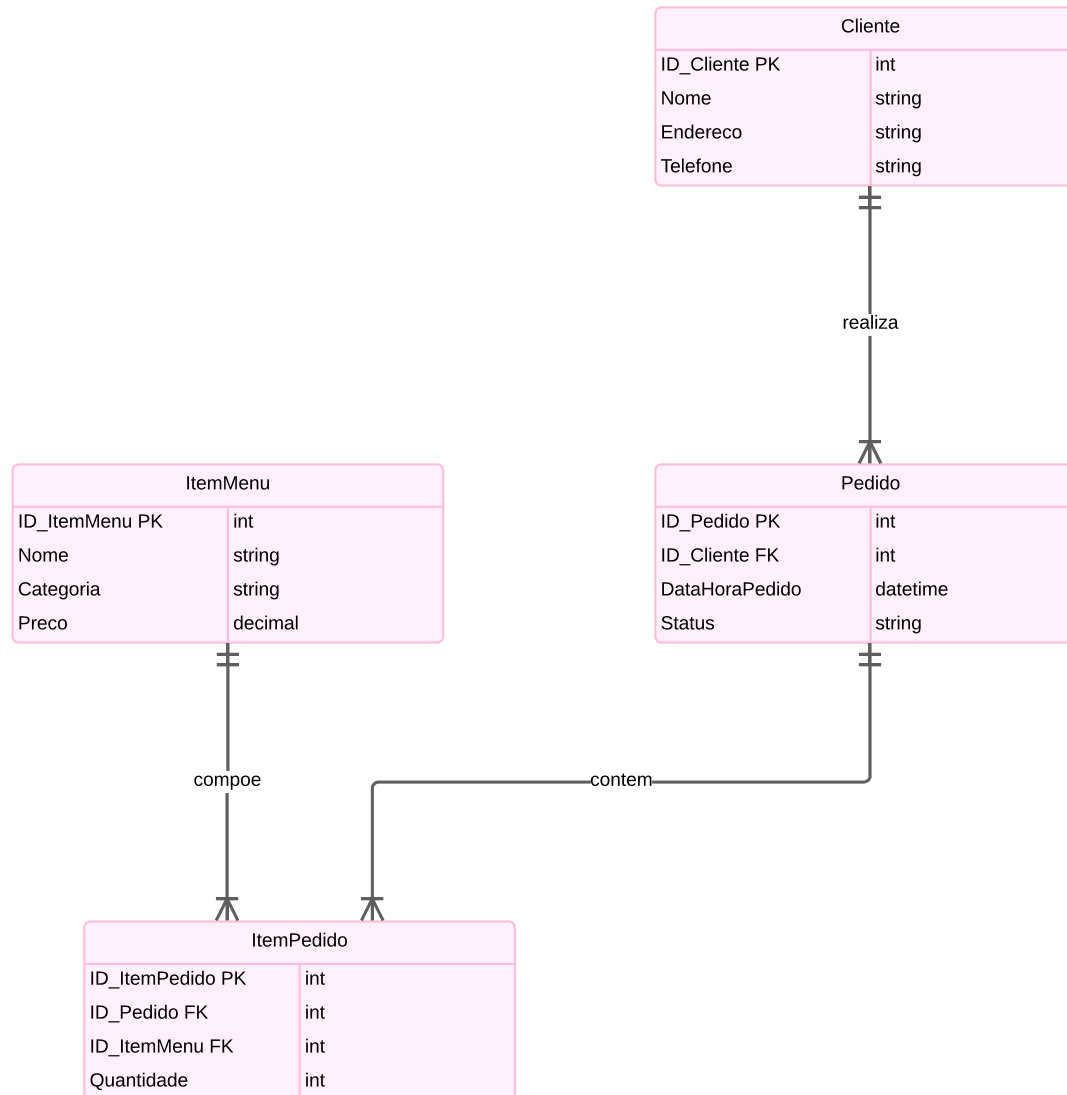 Cliente
ID_Cliente PK int
Nome string
Endereco string
Telefone string
realiza
ItemMenu
ID_ItemMenu PK int
Nome string
Categoria string
Preco decimal
Pedido
ID_Pedido PK int
ID_Cliente FK int
DataHoraPedido datetime
Status string
compoe
contem
ItemPedido
ID_ItemPedido PK int
ID_Pedido FK int
ID_ItemMenu FK int
Quantidade int